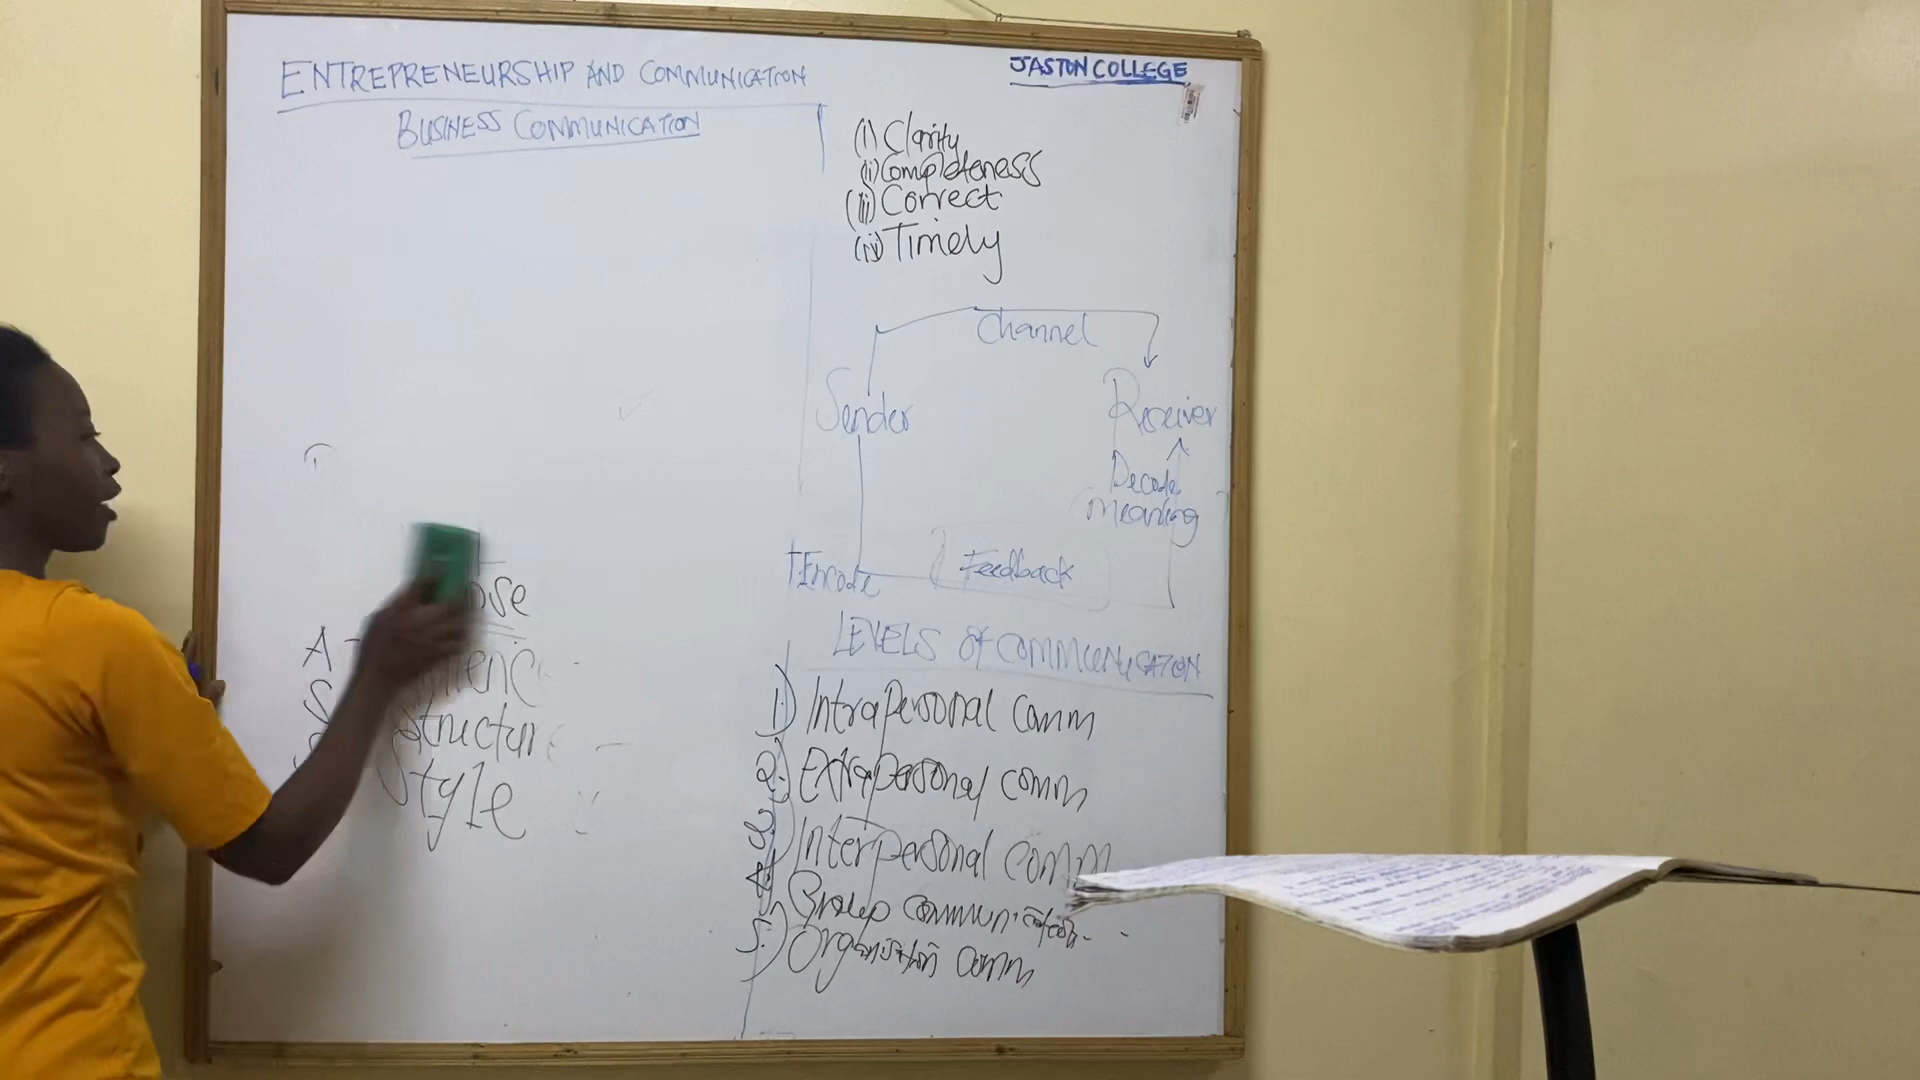 ENTREPRENEURSHIP AND COMMUNICATION
JASTON COLLEGE
BUSINESS COMMUNICATION
(i) Clarity
(ii) Completeness
(iii) Correct
(iv) Timely
Channel
Sender
Receiver
Decode
Meaning
Encode
Feedback
A
Structure
Style
LEVELS OF COMMUNICATION
1.) Intrapersonal comm
2.) Extrapersonal comm
3.) Interpersonal comm
4.) Group communication
5.) Organisation comm